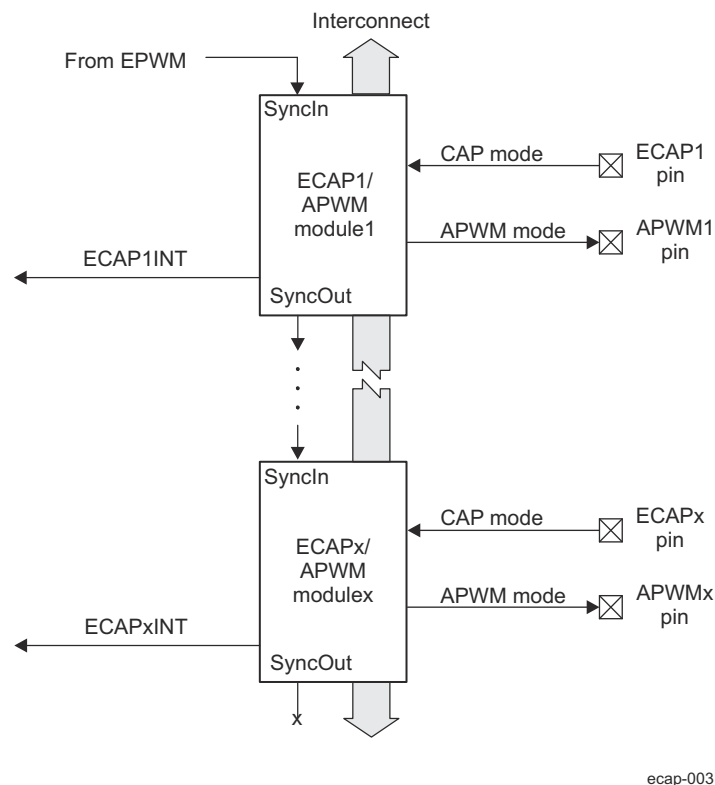 Interconnect
From EPWM
SyncIn
CAP mode
ECAP1
pin
ECAP1/
APWM
module1
APWM mode
APWM1
pin
ECAP1INT
SyncOut
SyncIn
CAP mode
ECAPx
pin
ECAPx/
APWM
modulex
APWM mode
APWMx
pin
ECAPxINT
SyncOut
x
ecap-003